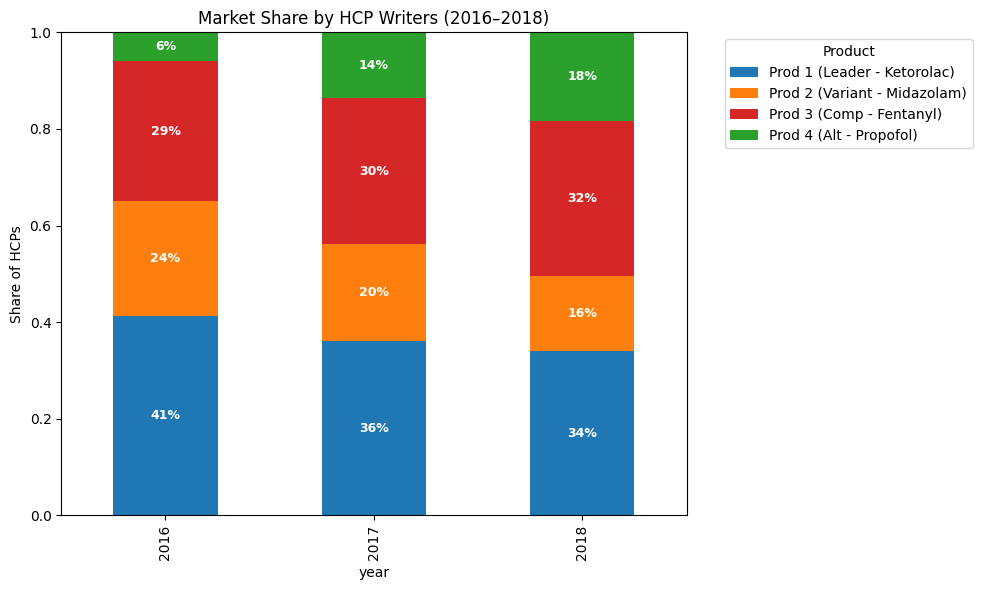 Market Share by HCP Writers (2016–2018)
Product
Prod 1 (Leader - Ketorolac)
Prod 2 (Variant - Midazolam)
Prod 3 (Comp - Fentanyl)
Prod 4 (Alt - Propofol)
Share of HCPs
1.0
0.8
0.6
0.4
0.2
0.0
6%
14%
18%
29%
30%
32%
24%
20%
16%
41%
36%
34%
2016
2017
2018
year